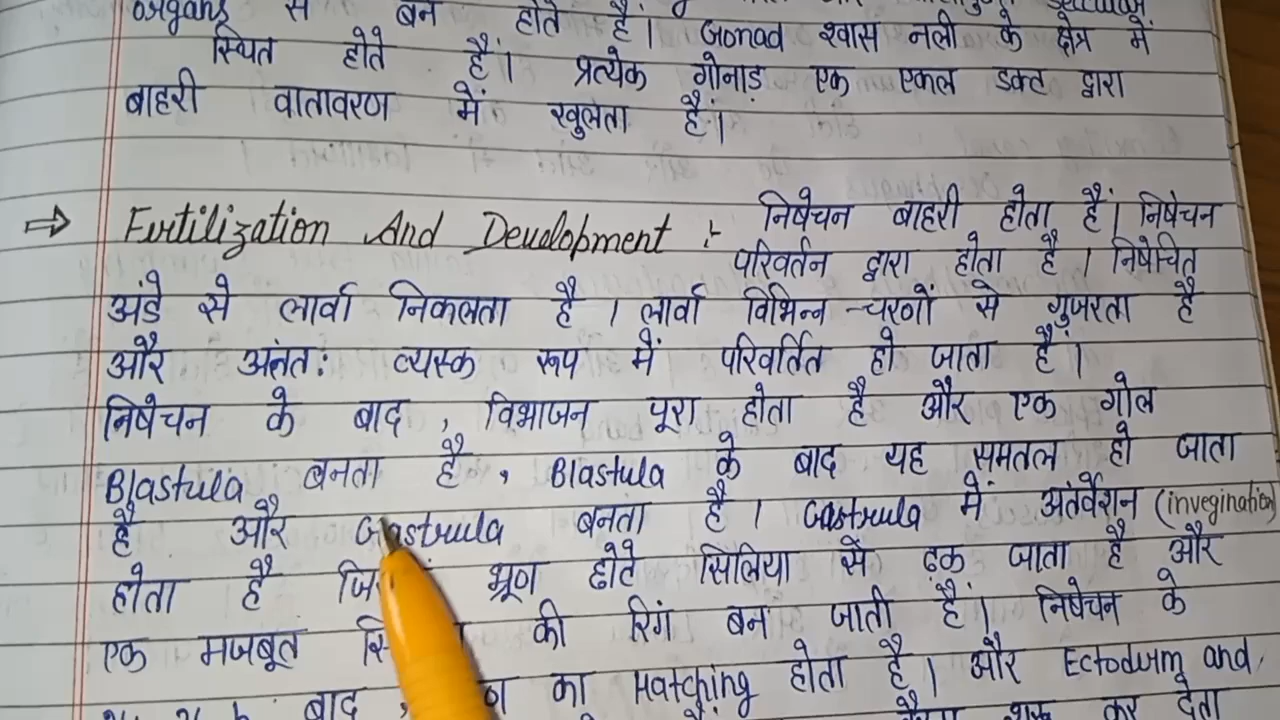 organs से बने होते हैं।
स्थित होते हैं। Gonad श्वास नली के क्षेत्र में
प्रत्येक गोनाड़ एक एकल डक्ट द्वारा
बाहरी वातावरण में खुलता है।
⇒ Fertilization And Development :- निषेचन बाहरी होता हैं। निषेचन
परिवर्तन द्वारा होता है । निषेचित
अंडे से लार्वा निकलता है । लार्वा विभिन्न चरणों से गुजरता है
और अंतत: व्यस्क रूप में परिवर्तित हो जाता है।
निषेचन के बाद , विभाजन पूरा होता है और एक गोल
Blastula बनता है, Blastula के बाद यह समतल हो जाता
है और Gastrula बनता है । Gastrula में अंतर्वेशन (invegination)
होता है भ्रूण छोटे सिलिया से ढ़क जाता है और
एक मजबूत की रिंग बन जाती है। निषेचन के
बाद का Hatching होता है । और Ectoderm and
शुरू कर देता